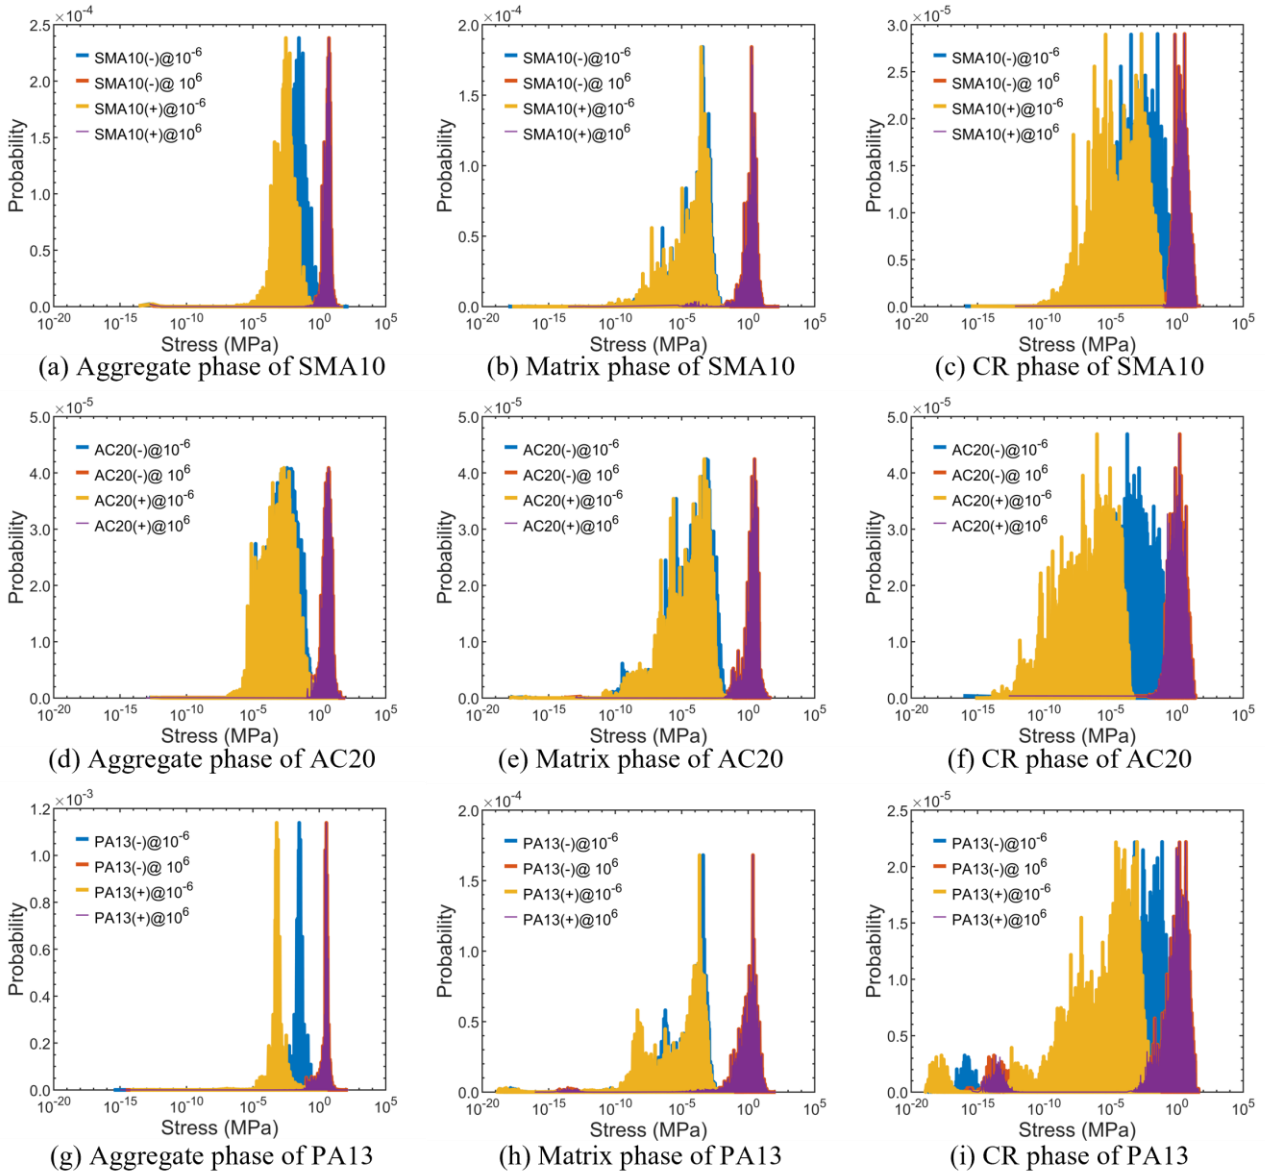 ×10⁻⁴
2.5
2.0
1.5
1.0
0.5
0.0
Probability
SMA10(-)@10⁻⁶
SMA10(-)@ 10⁶
SMA10(+)@10⁻⁶
SMA10(+)@10⁶
10⁻²⁰ 10⁻¹⁵ 10⁻¹⁰ 10⁻⁵ 10⁰ 10⁵
Stress (MPa)
(a) Aggregate phase of SMA10
×10⁻⁴
2.0
1.5
1.0
0.5
0.0
Probability
SMA10(-)@10⁻⁶
SMA10(-)@ 10⁶
SMA10(+)@10⁻⁶
SMA10(+)@10⁶
10⁻²⁰ 10⁻¹⁵ 10⁻¹⁰ 10⁻⁵ 10⁰ 10⁵
Stress (MPa)
(b) Matrix phase of SMA10
×10⁻⁵
3.0
2.5
2.0
1.5
1.0
0.5
0.0
Probability
SMA10(-)@10⁻⁶
SMA10(-)@ 10⁶
SMA10(+)@10⁻⁶
SMA10(+)@10⁶
10⁻²⁰ 10⁻¹⁵ 10⁻¹⁰ 10⁻⁵ 10⁰ 10⁵
Stress (MPa)
(c) CR phase of SMA10
×10⁻⁵
5.0
4.0
3.0
2.0
1.0
0.0
Probability
AC20(-)@10⁻⁶
AC20(-)@ 10⁶
AC20(+)@10⁻⁶
AC20(+)@10⁶
10⁻²⁰ 10⁻¹⁵ 10⁻¹⁰ 10⁻⁵ 10⁰ 10⁵
Stress (MPa)
(d) Aggregate phase of AC20
×10⁻⁵
5.0
4.0
3.0
2.0
1.0
0.0
Probability
AC20(-)@10⁻⁶
AC20(-)@ 10⁶
AC20(+)@10⁻⁶
AC20(+)@10⁶
10⁻²⁰ 10⁻¹⁵ 10⁻¹⁰ 10⁻⁵ 10⁰ 10⁵
Stress (MPa)
(e) Matrix phase of AC20
×10⁻⁵
5.0
4.0
3.0
2.0
1.0
0.0
Probability
AC20(-)@10⁻⁶
AC20(-)@ 10⁶
AC20(+)@10⁻⁶
AC20(+)@10⁶
10⁻²⁰ 10⁻¹⁵ 10⁻¹⁰ 10⁻⁵ 10⁰ 10⁵
Stress (MPa)
(f) CR phase of AC20
×10⁻³
1.2
1.0
0.8
0.6
0.4
0.2
0.0
Probability
PA13(-)@10⁻⁶
PA13(-)@ 10⁶
PA13(+)@10⁻⁶
PA13(+)@10⁶
10⁻²⁰ 10⁻¹⁵ 10⁻¹⁰ 10⁻⁵ 10⁰ 10⁵
Stress (MPa)
(g) Aggregate phase of PA13
×10⁻⁴
2.0
1.5
1.0
0.5
0.0
Probability
PA13(-)@10⁻⁶
PA13(-)@ 10⁶
PA13(+)@10⁻⁶
PA13(+)@10⁶
10⁻²⁰ 10⁻¹⁵ 10⁻¹⁰ 10⁻⁵ 10⁰ 10⁵
Stress (MPa)
(h) Matrix phase of PA13
×10⁻⁵
2.5
2.0
1.5
1.0
0.5
0.0
Probability
PA13(-)@10⁻⁶
PA13(-)@ 10⁶
PA13(+)@10⁻⁶
PA13(+)@10⁶
10⁻²⁰ 10⁻¹⁵ 10⁻¹⁰ 10⁻⁵ 10⁰ 10⁵
Stress (MPa)
(i) CR phase of PA13